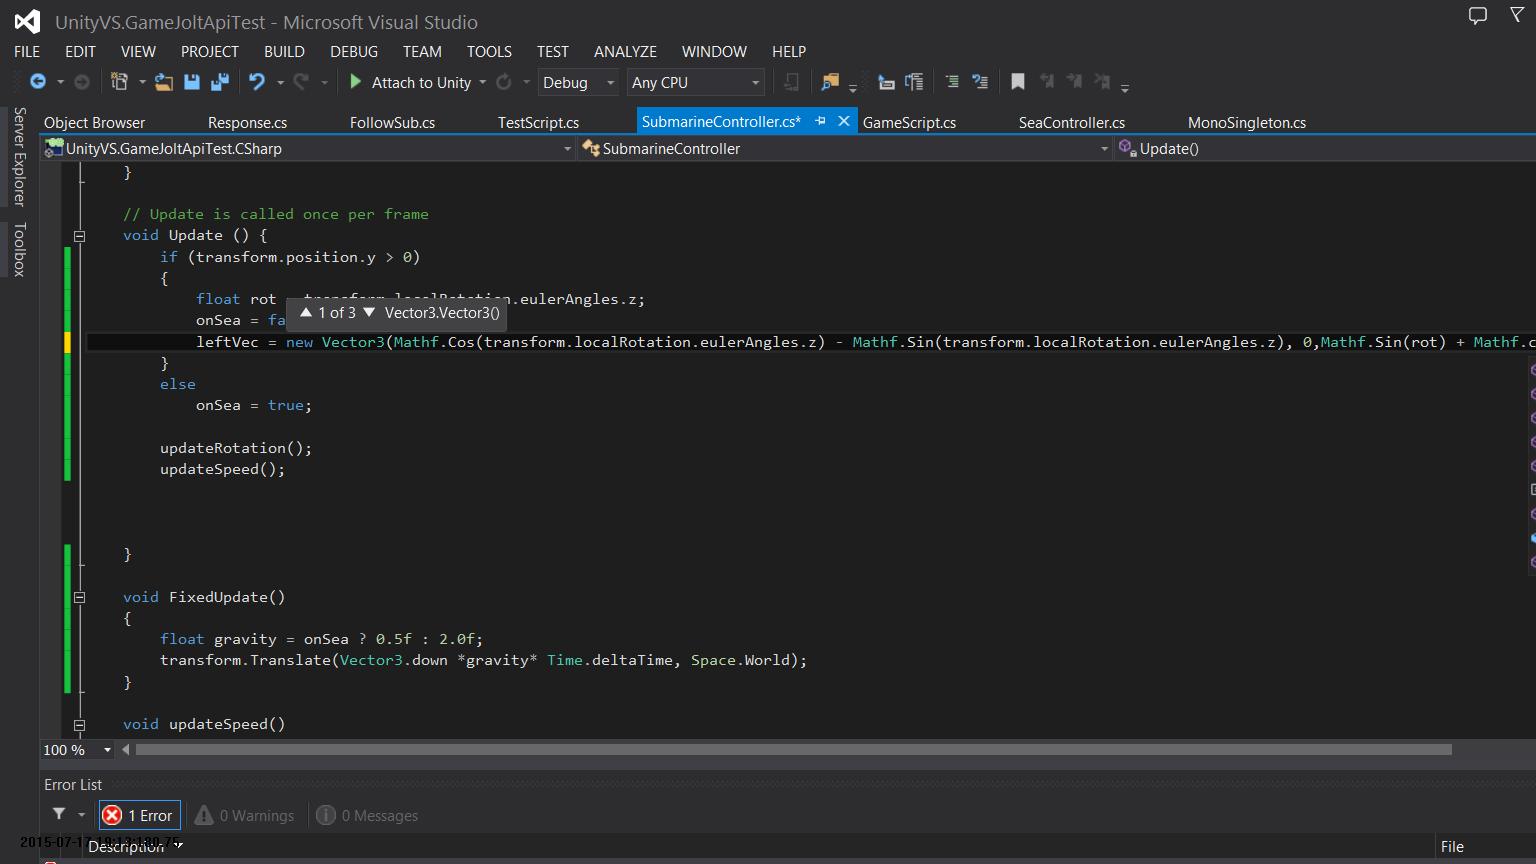 UnityVS.GameJoltApiTest - Microsoft Visual Studio
FILE EDIT VIEW PROJECT BUILD DEBUG TEAM TOOLS TEST ANALYZE WINDOW HELP
Attach to Unity Debug Any CPU
Server Explorer
Toolbox
Object Browser Response.cs FollowSub.cs TestScript.cs SubmarineController.cs* GameScript.cs SeaController.cs MonoSingleton.cs
UnityVS.GameJoltApiTest.CSharp SubmarineController Update()
}
// Update is called once per frame
void Update () {
if (transform.position.y > 0)
{
float rot .eulerAngles.z;
1 of 3 Vector3.Vector3()
onSea = fa
leftVec = new Vector3(Mathf.Cos(transform.localRotation.eulerAngles.z) - Mathf.Sin(transform.localRotation.eulerAngles.z), 0,Mathf.Sin(rot) + Mathf.c
}
else
onSea = true;
updateRotation();
updateSpeed();
}
void FixedUpdate()
{
float gravity = onSea ? 0.5f : 2.0f;
transform.Translate(Vector3.down *gravity* Time.deltaTime, Space.World);
}
void updateSpeed()
100 %
Error List
1 Error 0 Warnings 0 Messages
2015-07-17
Description File